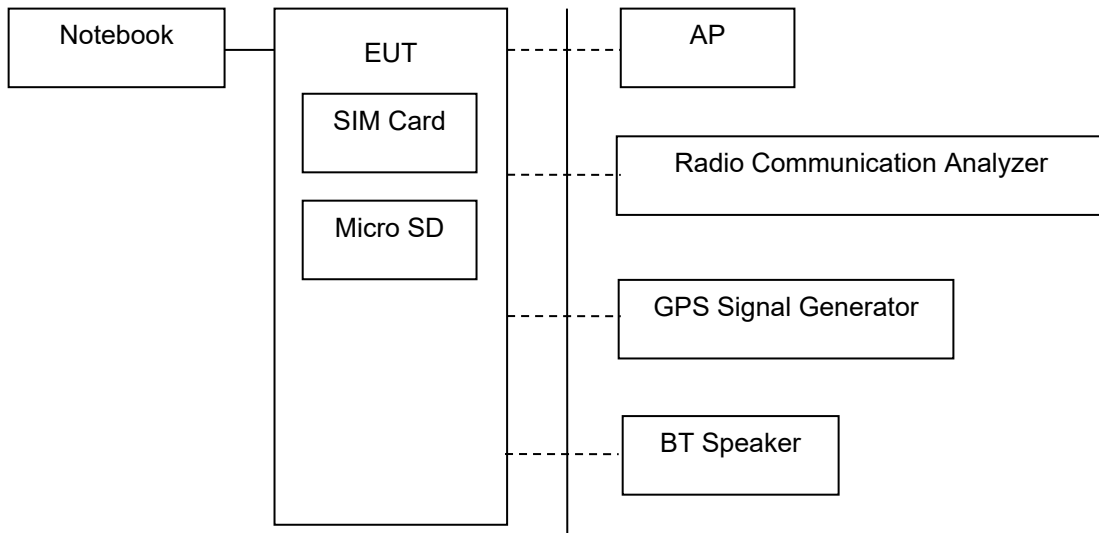 Notebook
EUT
SIM Card
Micro SD
AP
Radio Communication Analyzer
GPS Signal Generator
BT Speaker